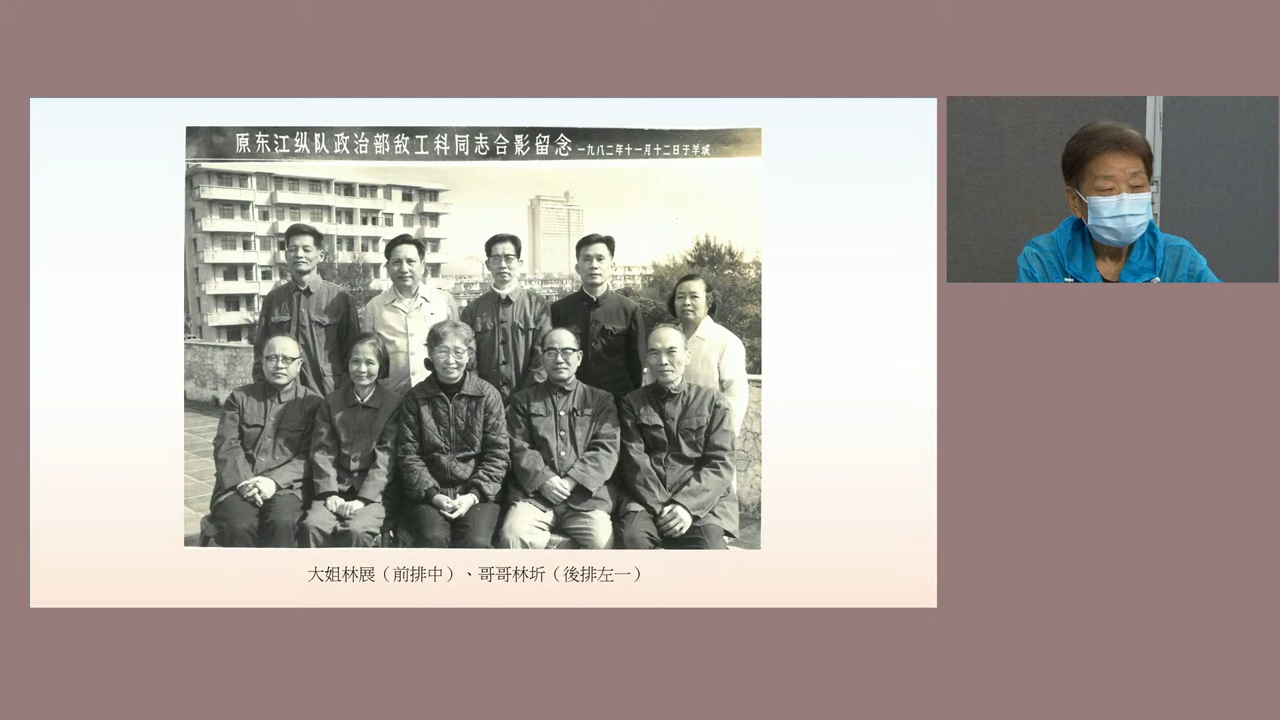 原东江纵队政治部敌工科同志合影留念 一九八二年十一月十二日于羊城
大姐林展（前排中）、哥哥林圻（後排左一）